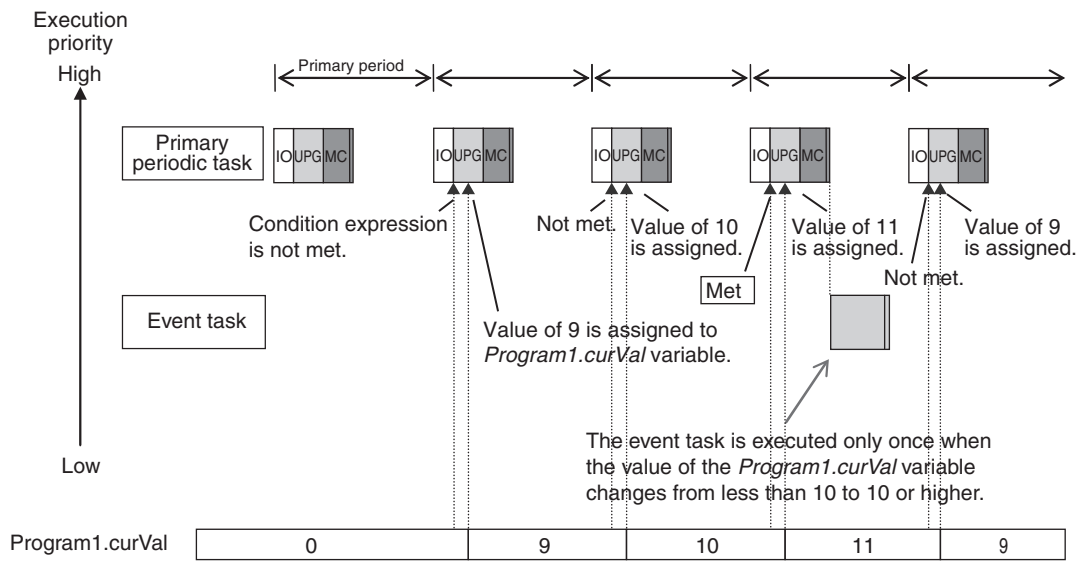 Execution
priority
High
Primary period
Primary
periodic task
IO UPG MC
IO UPG MC
IO UPG MC
IO UPG MC
IO UPG MC
Condition expression
is not met.
Not met.
Value of 10
is assigned.
Value of 11
is assigned.
Value of 9
is assigned.
Not met.
Met
Event task
Value of 9 is assigned to
Program1.curVal variable.
The event task is executed only once when
the value of the Program1.curVal variable
changes from less than 10 to 10 or higher.
Low
Program1.curVal
0
9
10
11
9